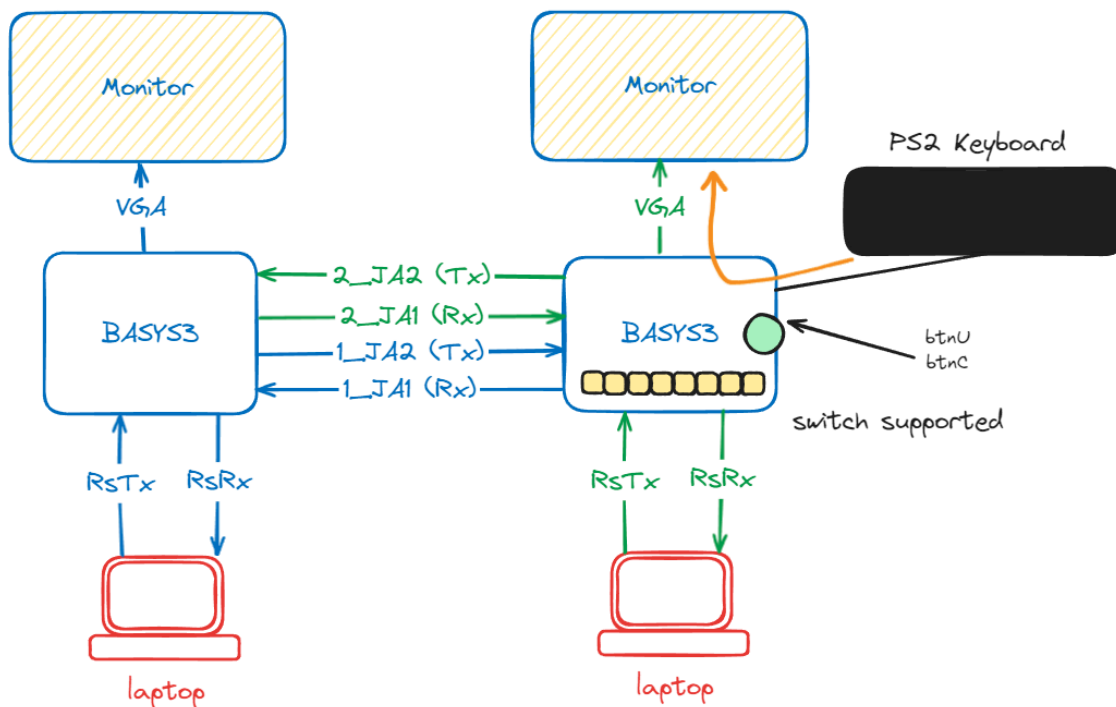 Monitor
Monitor
PS2 Keyboard
VGA
VGA
2_JA2 (Tx)
2_JA1 (Rx)
BASYS3
BASYS3
1_JA2 (Tx)
1_JA1 (Rx)
btnU
btnC
switch supported
RsTx
RsRx
RsTx
RsRx
laptop
laptop